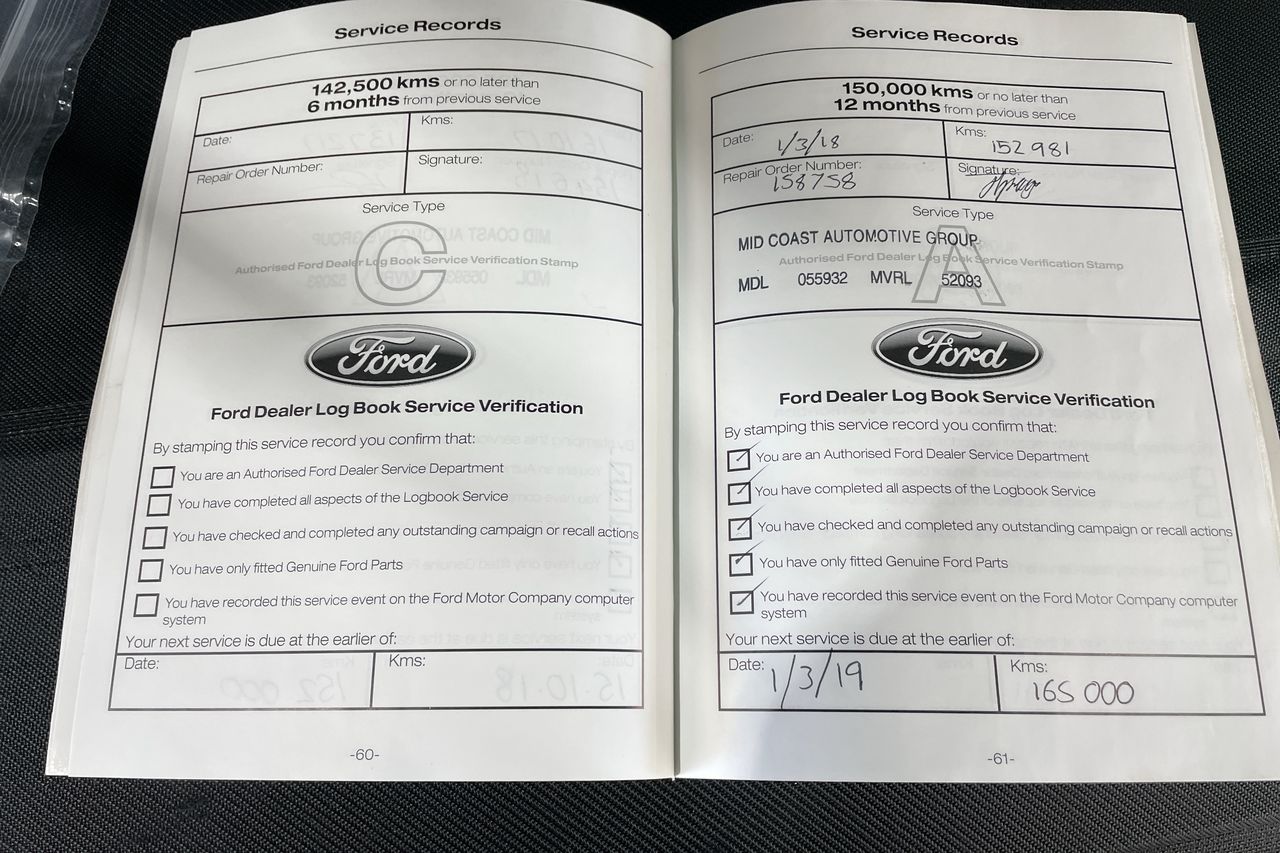 Service Records
142,500 kms or no later than
6 months from previous service
Date:
Kms:
Repair Order Number:
Signature:
Service Type
C
Authorised Ford Dealer Log Book Service Verification Stamp
Ford
Ford Dealer Log Book Service Verification
By stamping this service record you confirm that:
You are an Authorised Ford Dealer Service Department
You have completed all aspects of the Logbook Service
You have checked and completed any outstanding campaign or recall actions
You have only fitted Genuine Ford Parts
You have recorded this service event on the Ford Motor Company computer
system
Your next service is due at the earlier of:
Date:
Kms:
-60-
Service Records
150,000 kms or no later than
12 months from previous service
Date: 1/3/18
Kms: 152 981
Repair Order Number: 158758
Signature:
Service Type
A
MID COAST AUTOMOTIVE GROUP
Authorised Ford Dealer Log Book Service Verification Stamp
MDL 055932 MVRL 52093
Ford
Ford Dealer Log Book Service Verification
By stamping this service record you confirm that:
You are an Authorised Ford Dealer Service Department
You have completed all aspects of the Logbook Service
You have checked and completed any outstanding campaign or recall actions
You have only fitted Genuine Ford Parts
You have recorded this service event on the Ford Motor Company computer
system
Your next service is due at the earlier of:
Date: 1/3/19
Kms: 165 000
-61-